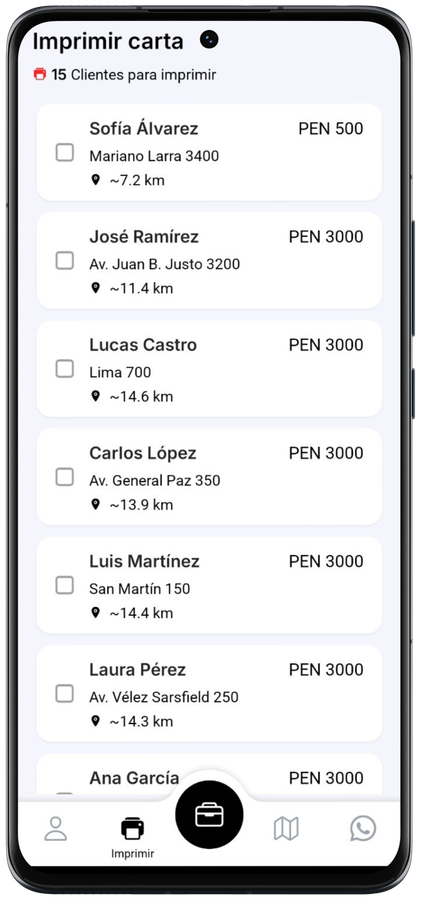 Imprimir carta
15 Clientes para imprimir
Sofía Álvarez PEN 500
Mariano Larra 3400
~7.2 km
José Ramírez PEN 3000
Av. Juan B. Justo 3200
~11.4 km
Lucas Castro PEN 3000
Lima 700
~14.6 km
Carlos López PEN 3000
Av. General Paz 350
~13.9 km
Luis Martínez PEN 3000
San Martín 150
~14.4 km
Laura Pérez PEN 3000
Av. Vélez Sarsfield 250
~14.3 km
Ana García PEN 3000
Imprimir